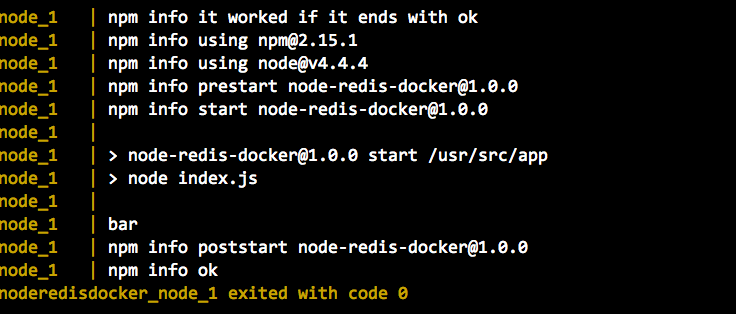 node_1 | npm info it worked if it ends with ok
node_1 | npm info using npm@2.15.1
node_1 | npm info using node@v4.4.4
node_1 | npm info prestart node-redis-docker@1.0.0
node_1 | npm info start node-redis-docker@1.0.0
node_1 |
node_1 | > node-redis-docker@1.0.0 start /usr/src/app
node_1 | > node index.js
node_1 |
node_1 | bar
node_1 | npm info poststart node-redis-docker@1.0.0
node_1 | npm info ok
noderedisdocker_node_1 exited with code 0